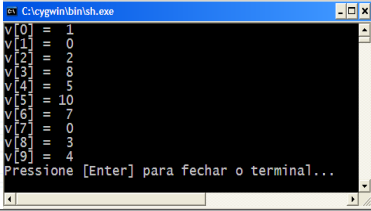 C:\cygwin\bin\sh.exe
v[0] =  1
v[1] =  0
v[2] =  2
v[3] =  8
v[4] =  5
v[5] = 10
v[6] =  7
v[7] =  0
v[8] =  3
v[9] =  4
Pressione [Enter] para fechar o terminal...